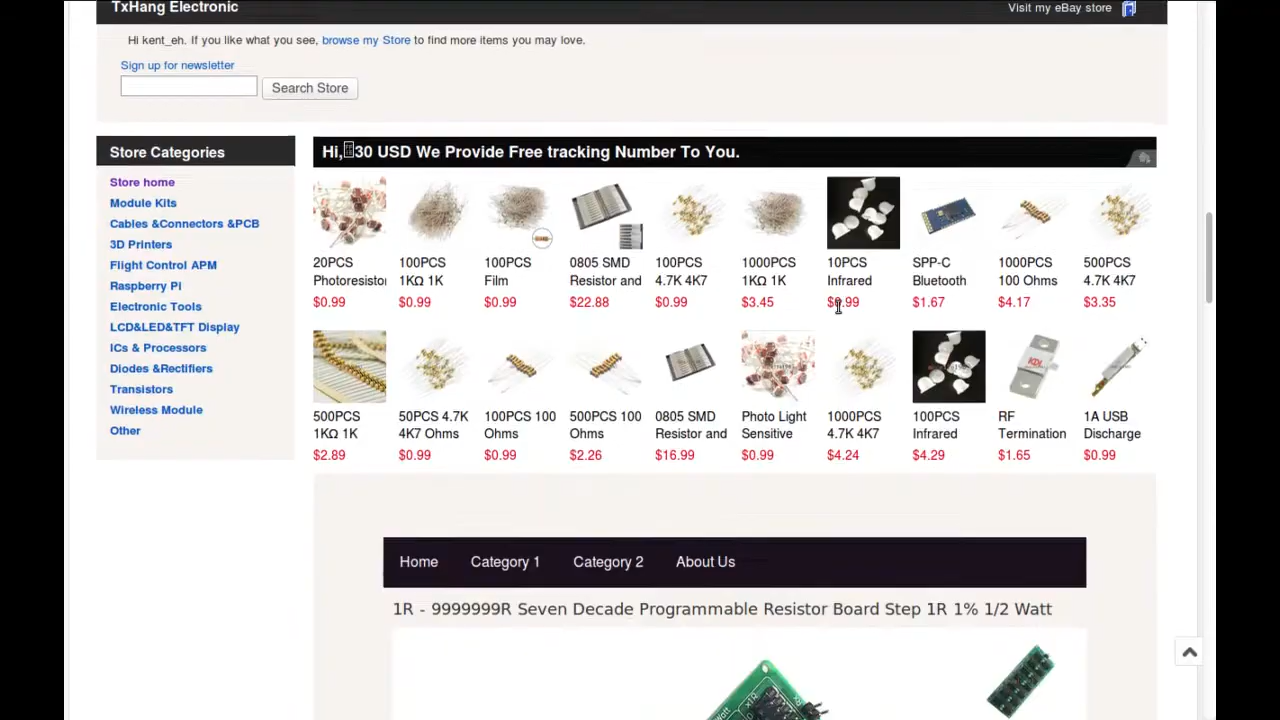 TxHang Electronic
Visit my eBay store
Hi kent_eh. If you like what you see, browse my Store to find more items you may love.
Sign up for newsletter
Search Store
Store Categories
Store home
Module Kits
Cables &Connectors &PCB
3D Printers
Flight Control APM
Raspberry Pi
Electronic Tools
LCD&LED&TFT Display
ICs & Processors
Diodes &Rectifiers
Transistors
Wireless Module
Other
Hi, 30 USD We Provide Free tracking Number To You.
20PCS
Photoresistor
$0.99
100PCS
1KΩ 1K
$0.99
100PCS
Film
$0.99
0805 SMD
Resistor and
$22.88
100PCS
4.7K 4K7
$0.99
1000PCS
1KΩ 1K
$3.45
10PCS
Infrared
$0.99
SPP-C
Bluetooth
$1.67
1000PCS
100 Ohms
$4.17
500PCS
4.7K 4K7
$3.35
500PCS
1KΩ 1K
$2.89
50PCS 4.7K
4K7 Ohms
$0.99
100PCS 100
Ohms
$0.99
500PCS 100
Ohms
$2.26
0805 SMD
Resistor and
$16.99
Photo Light
Sensitive
$0.99
1000PCS
4.7K 4K7
$4.24
100PCS
Infrared
$4.29
RF
Termination
$1.65
1A USB
Discharge
$0.99
Home
Category 1
Category 2
About Us
1R - 9999999R Seven Decade Programmable Resistor Board Step 1R 1% 1/2 Watt